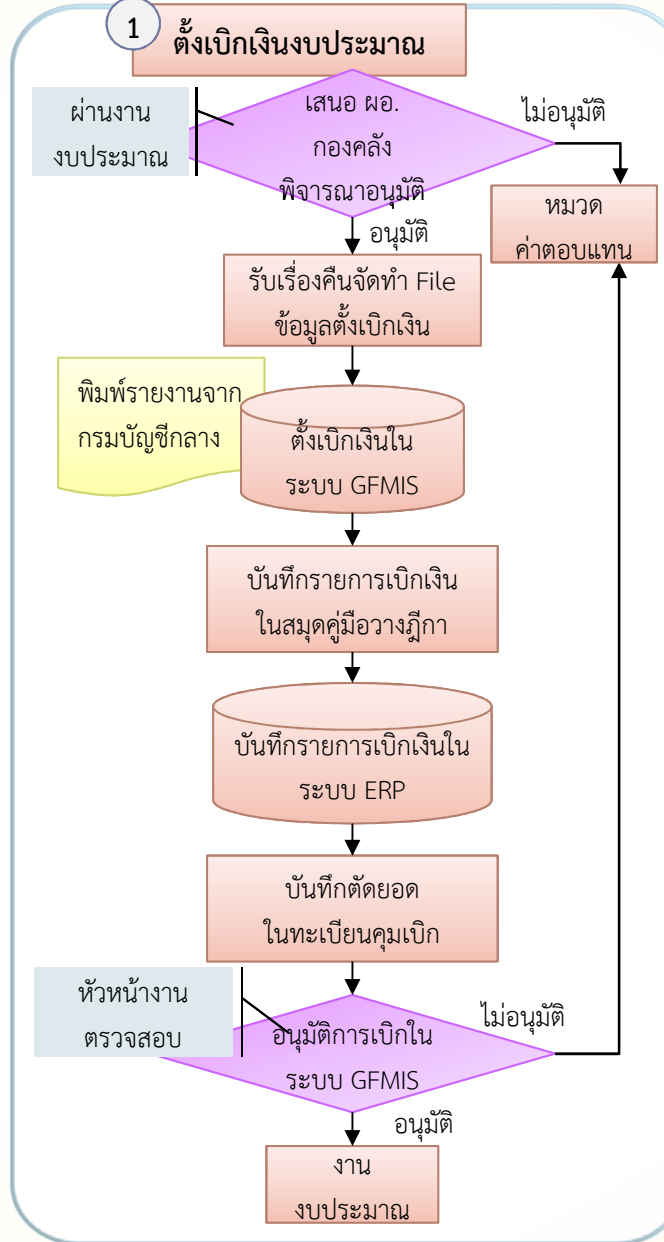 1
ตั้งเบิกเงินงบประมาณ
ผ่านงาน
งบประมาณ
เสนอ ผอ.
กองคลัง
พิจารณาอนุมัติ
ไม่อนุมัติ
หมวด
ค่าตอบแทน
อนุมัติ
รับเรื่องคืนจัดทำ File
ข้อมูลตั้งเบิกเงิน
พิมพ์รายงานจาก
กรมบัญชีกลาง
ตั้งเบิกเงินใน
ระบบ GFMIS
บันทึกรายการเบิกเงิน
ในสมุดคู่มือวางฎีกา
บันทึกรายการเบิกเงินใน
ระบบ ERP
บันทึกตัดยอด
ในทะเบียนคุมเบิก
หัวหน้างาน
ตรวจสอบ
อนุมัติการเบิกใน
ระบบ GFMIS
ไม่อนุมัติ
อนุมัติ
งาน
งบประมาณ